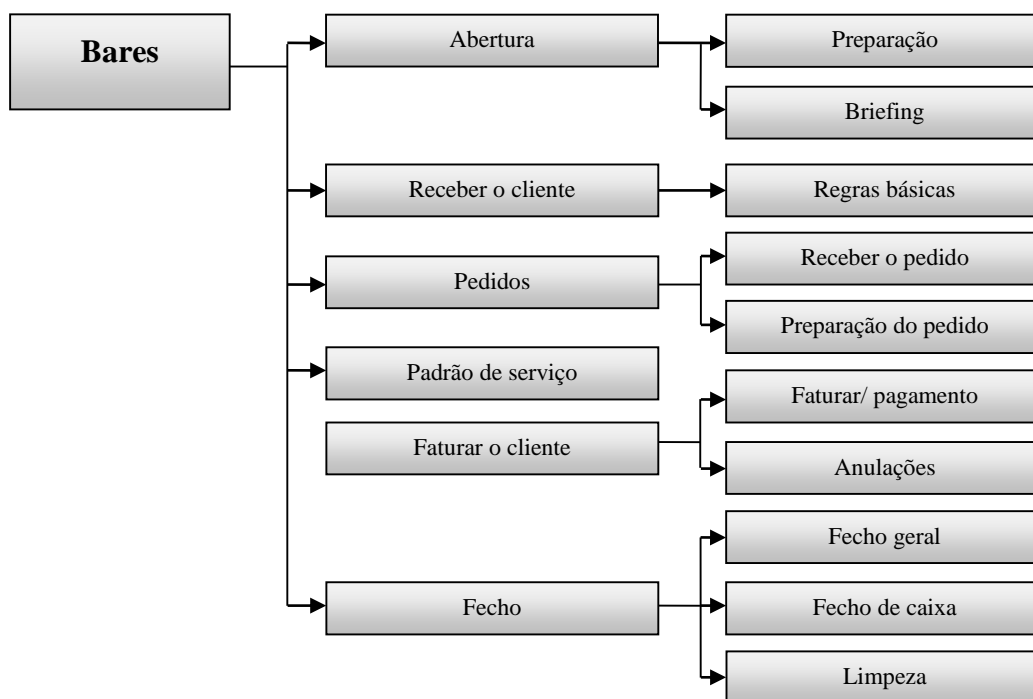 Bares
Abertura
Preparação
Briefing
Receber o cliente
Regras básicas
Pedidos
Receber o pedido
Preparação do pedido
Padrão de serviço
Faturar o cliente
Faturar/ pagamento
Anulações
Fecho
Fecho geral
Fecho de caixa
Limpeza